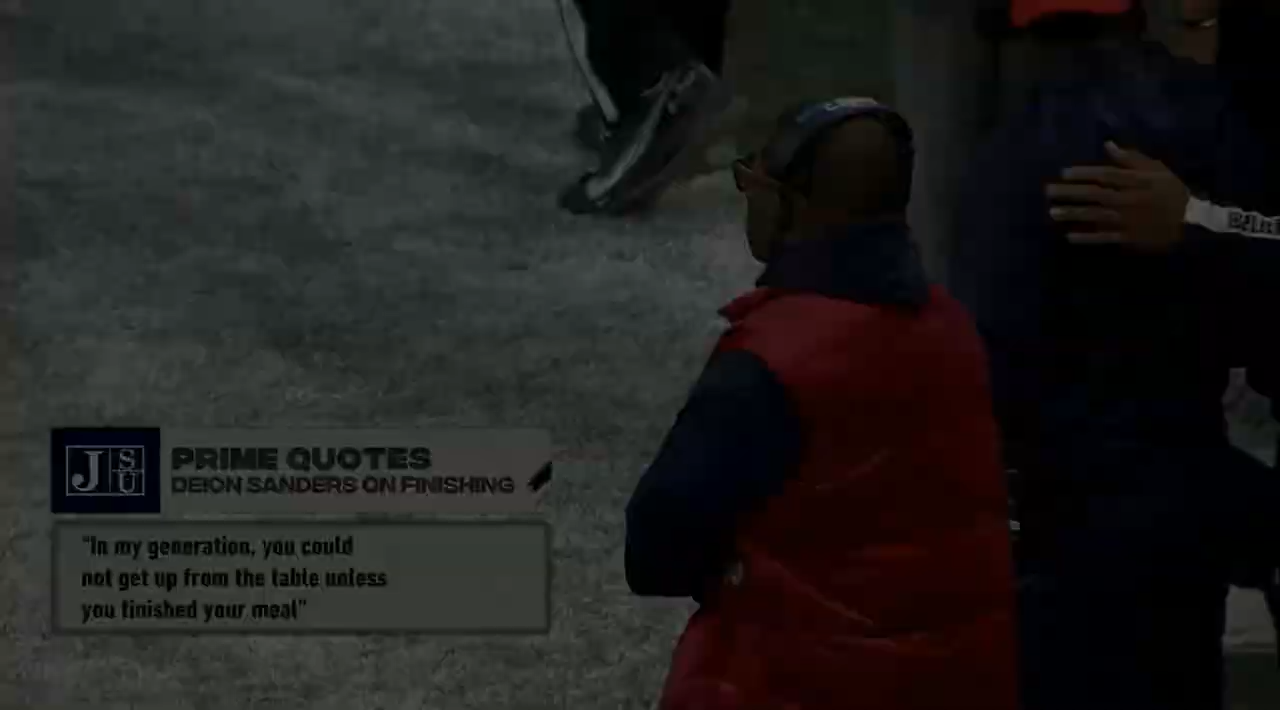 J S U
PRIME QUOTES
DEION SANDERS ON FINISHING
"In my generation, you could
not get up from the table unless
you finished your meal"